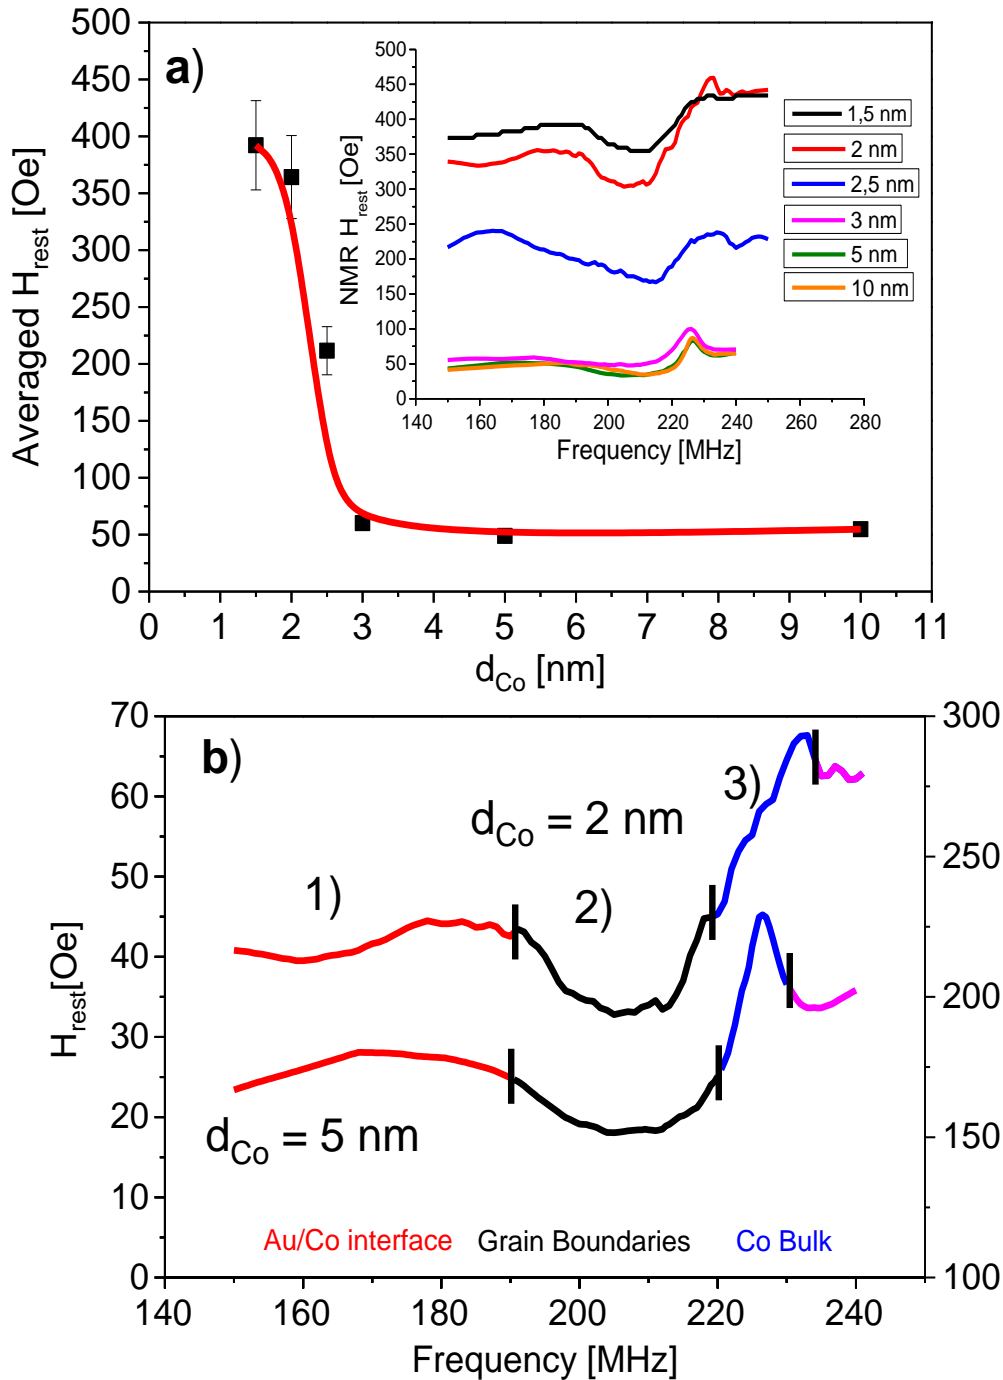 a)
Averaged H_rest [Oe]
500
450
400
350
300
250
200
150
100
50
0
0 1 2 3 4 5 6 7 8 9 10 11
d_Co [nm]
NMR H_rest [Oe]
500
450
400
350
300
250
200
150
100
50
0
140 160 180 200 220 240 260 280
Frequency [MHz]
1,5 nm
2 nm
2,5 nm
3 nm
5 nm
10 nm
b)
H_rest[Oe]
70
60
50
40
30
20
10
0
300
250
200
150
100
3)
d_Co = 2 nm
1)
2)
d_Co = 5 nm
Au/Co interface Grain Boundaries Co Bulk
140 160 180 200 220 240
Frequency [MHz]